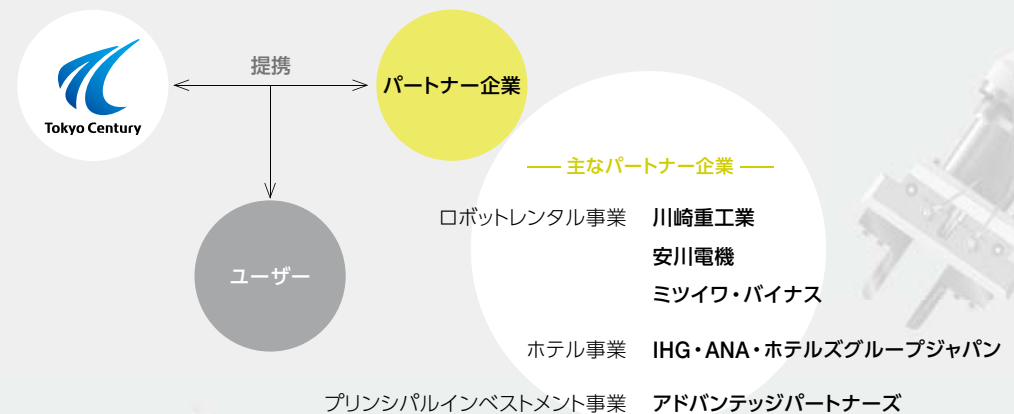 提携
Tokyo Century
パートナー企業
主なパートナー企業
ロボットレンタル事業 川崎重工業
安川電機
ミツイワ・バイナス
ユーザー
ホテル事業 IHG・ANA・ホテルズグループジャパン
プリンシパルインベストメント事業 アドバンテッジパートナーズ